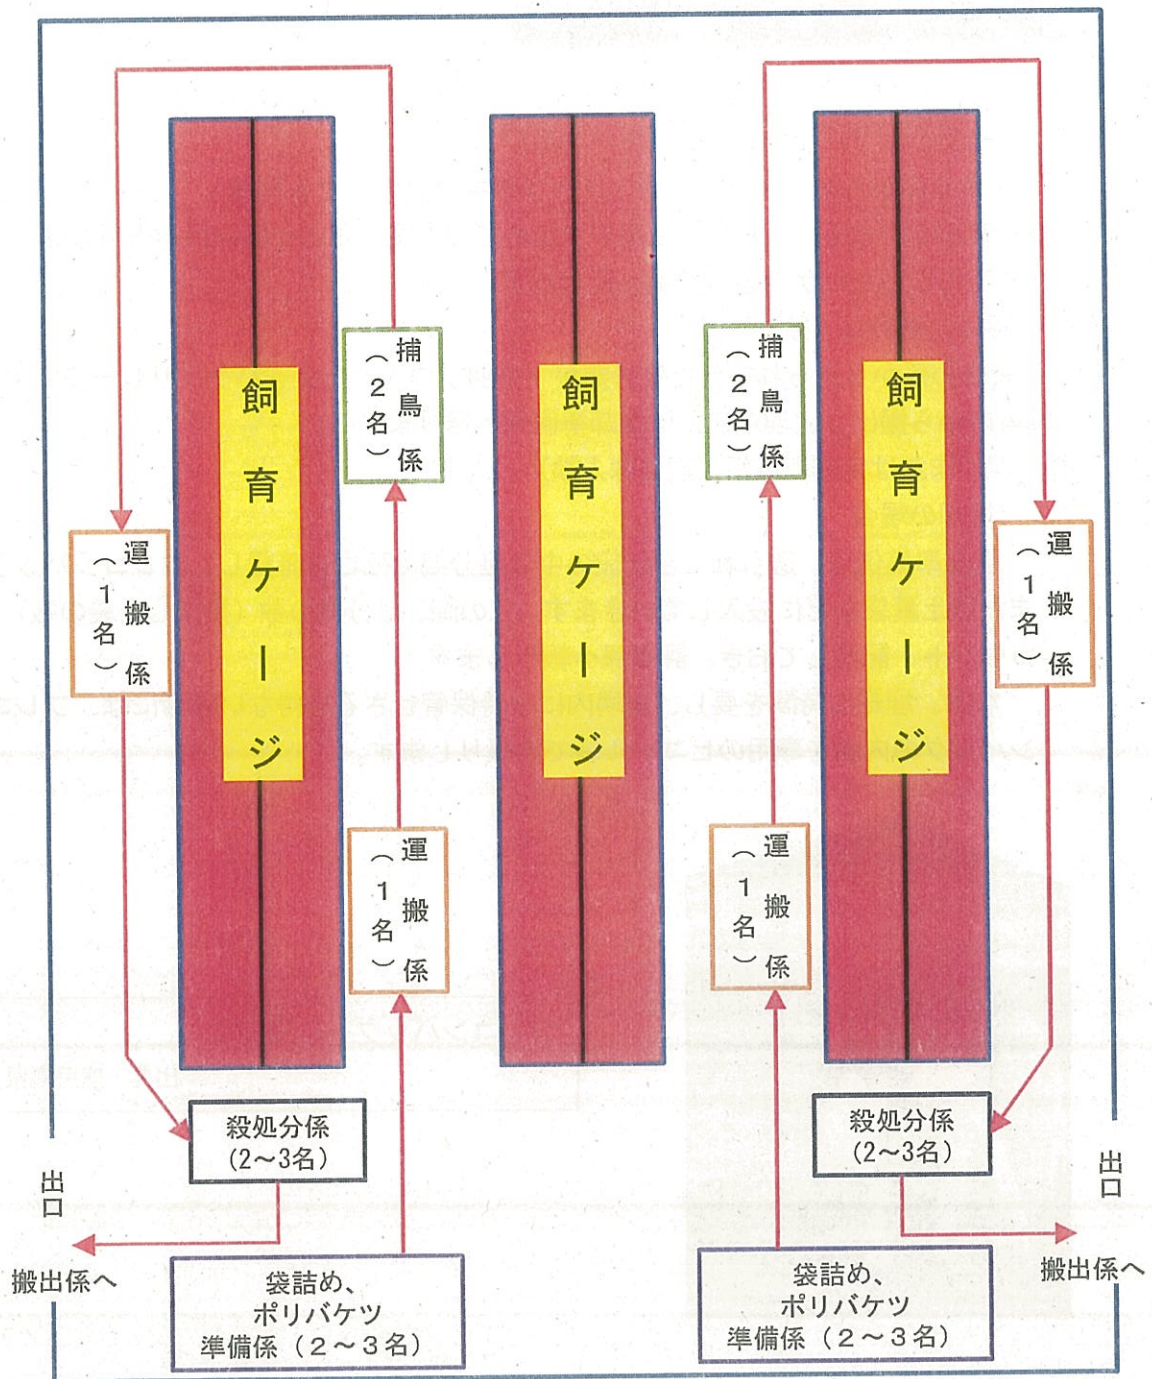 飼育ケージ
捕鳥係
（２名）
飼育ケージ
捕鳥係
（２名）
飼育ケージ
運搬係
（１名）
運搬係
（１名）
運搬係
（１名）
運搬係
（１名）
殺処分係
(2～3名)
殺処分係
(2～3名)
出口
出口
搬出係へ
搬出係へ
袋詰め、
ポリバケツ
準備係（２～３名）
袋詰め、
ポリバケツ
準備係（２～３名）